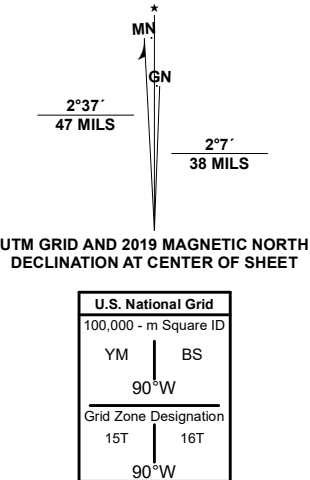 MN
GN
2°37´
47 MILS
2°7´
38 MILS
UTM GRID AND 2019 MAGNETIC NORTH
DECLINATION AT CENTER OF SHEET
U.S. National Grid
100,000 - m Square ID
YM BS
90°W
Grid Zone Designation
15T 16T
90°W